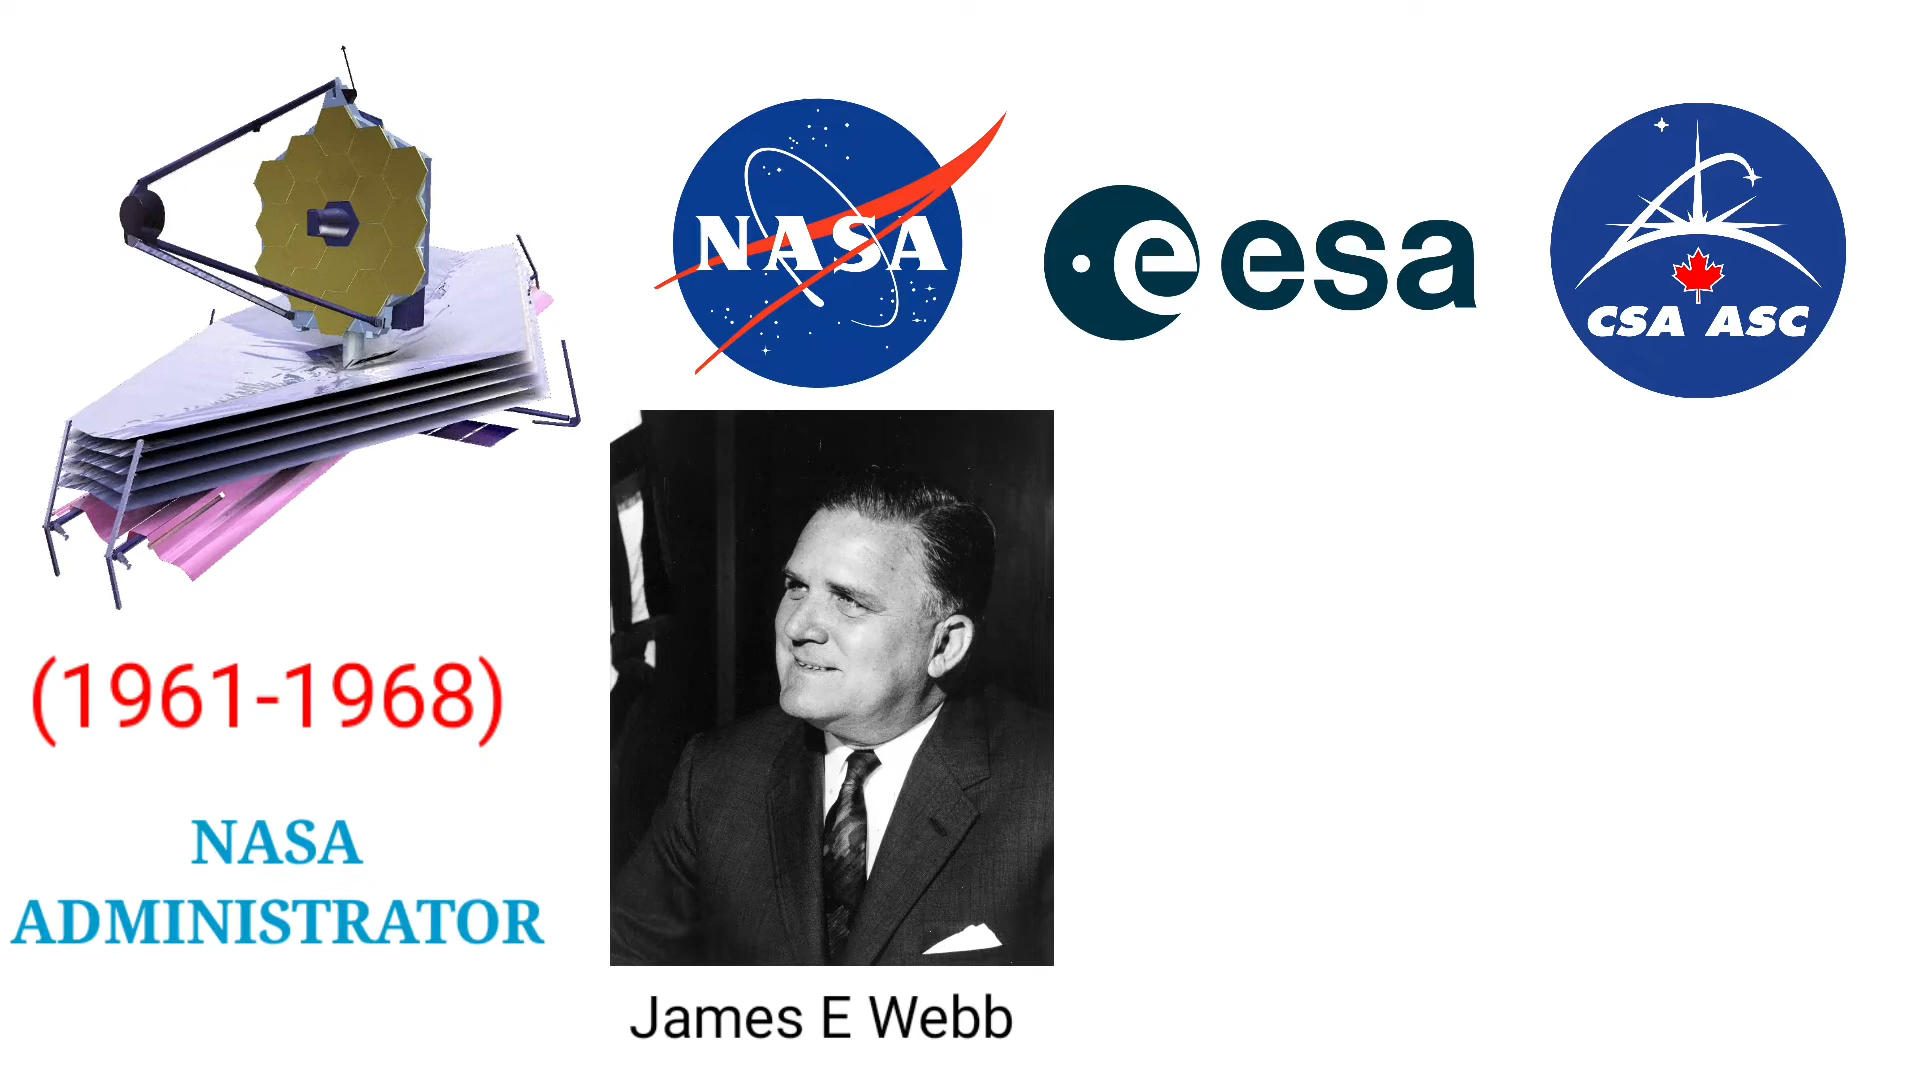 NASA
esa
CSA ASC
(1961-1968)
NASA
ADMINISTRATOR
James E Webb